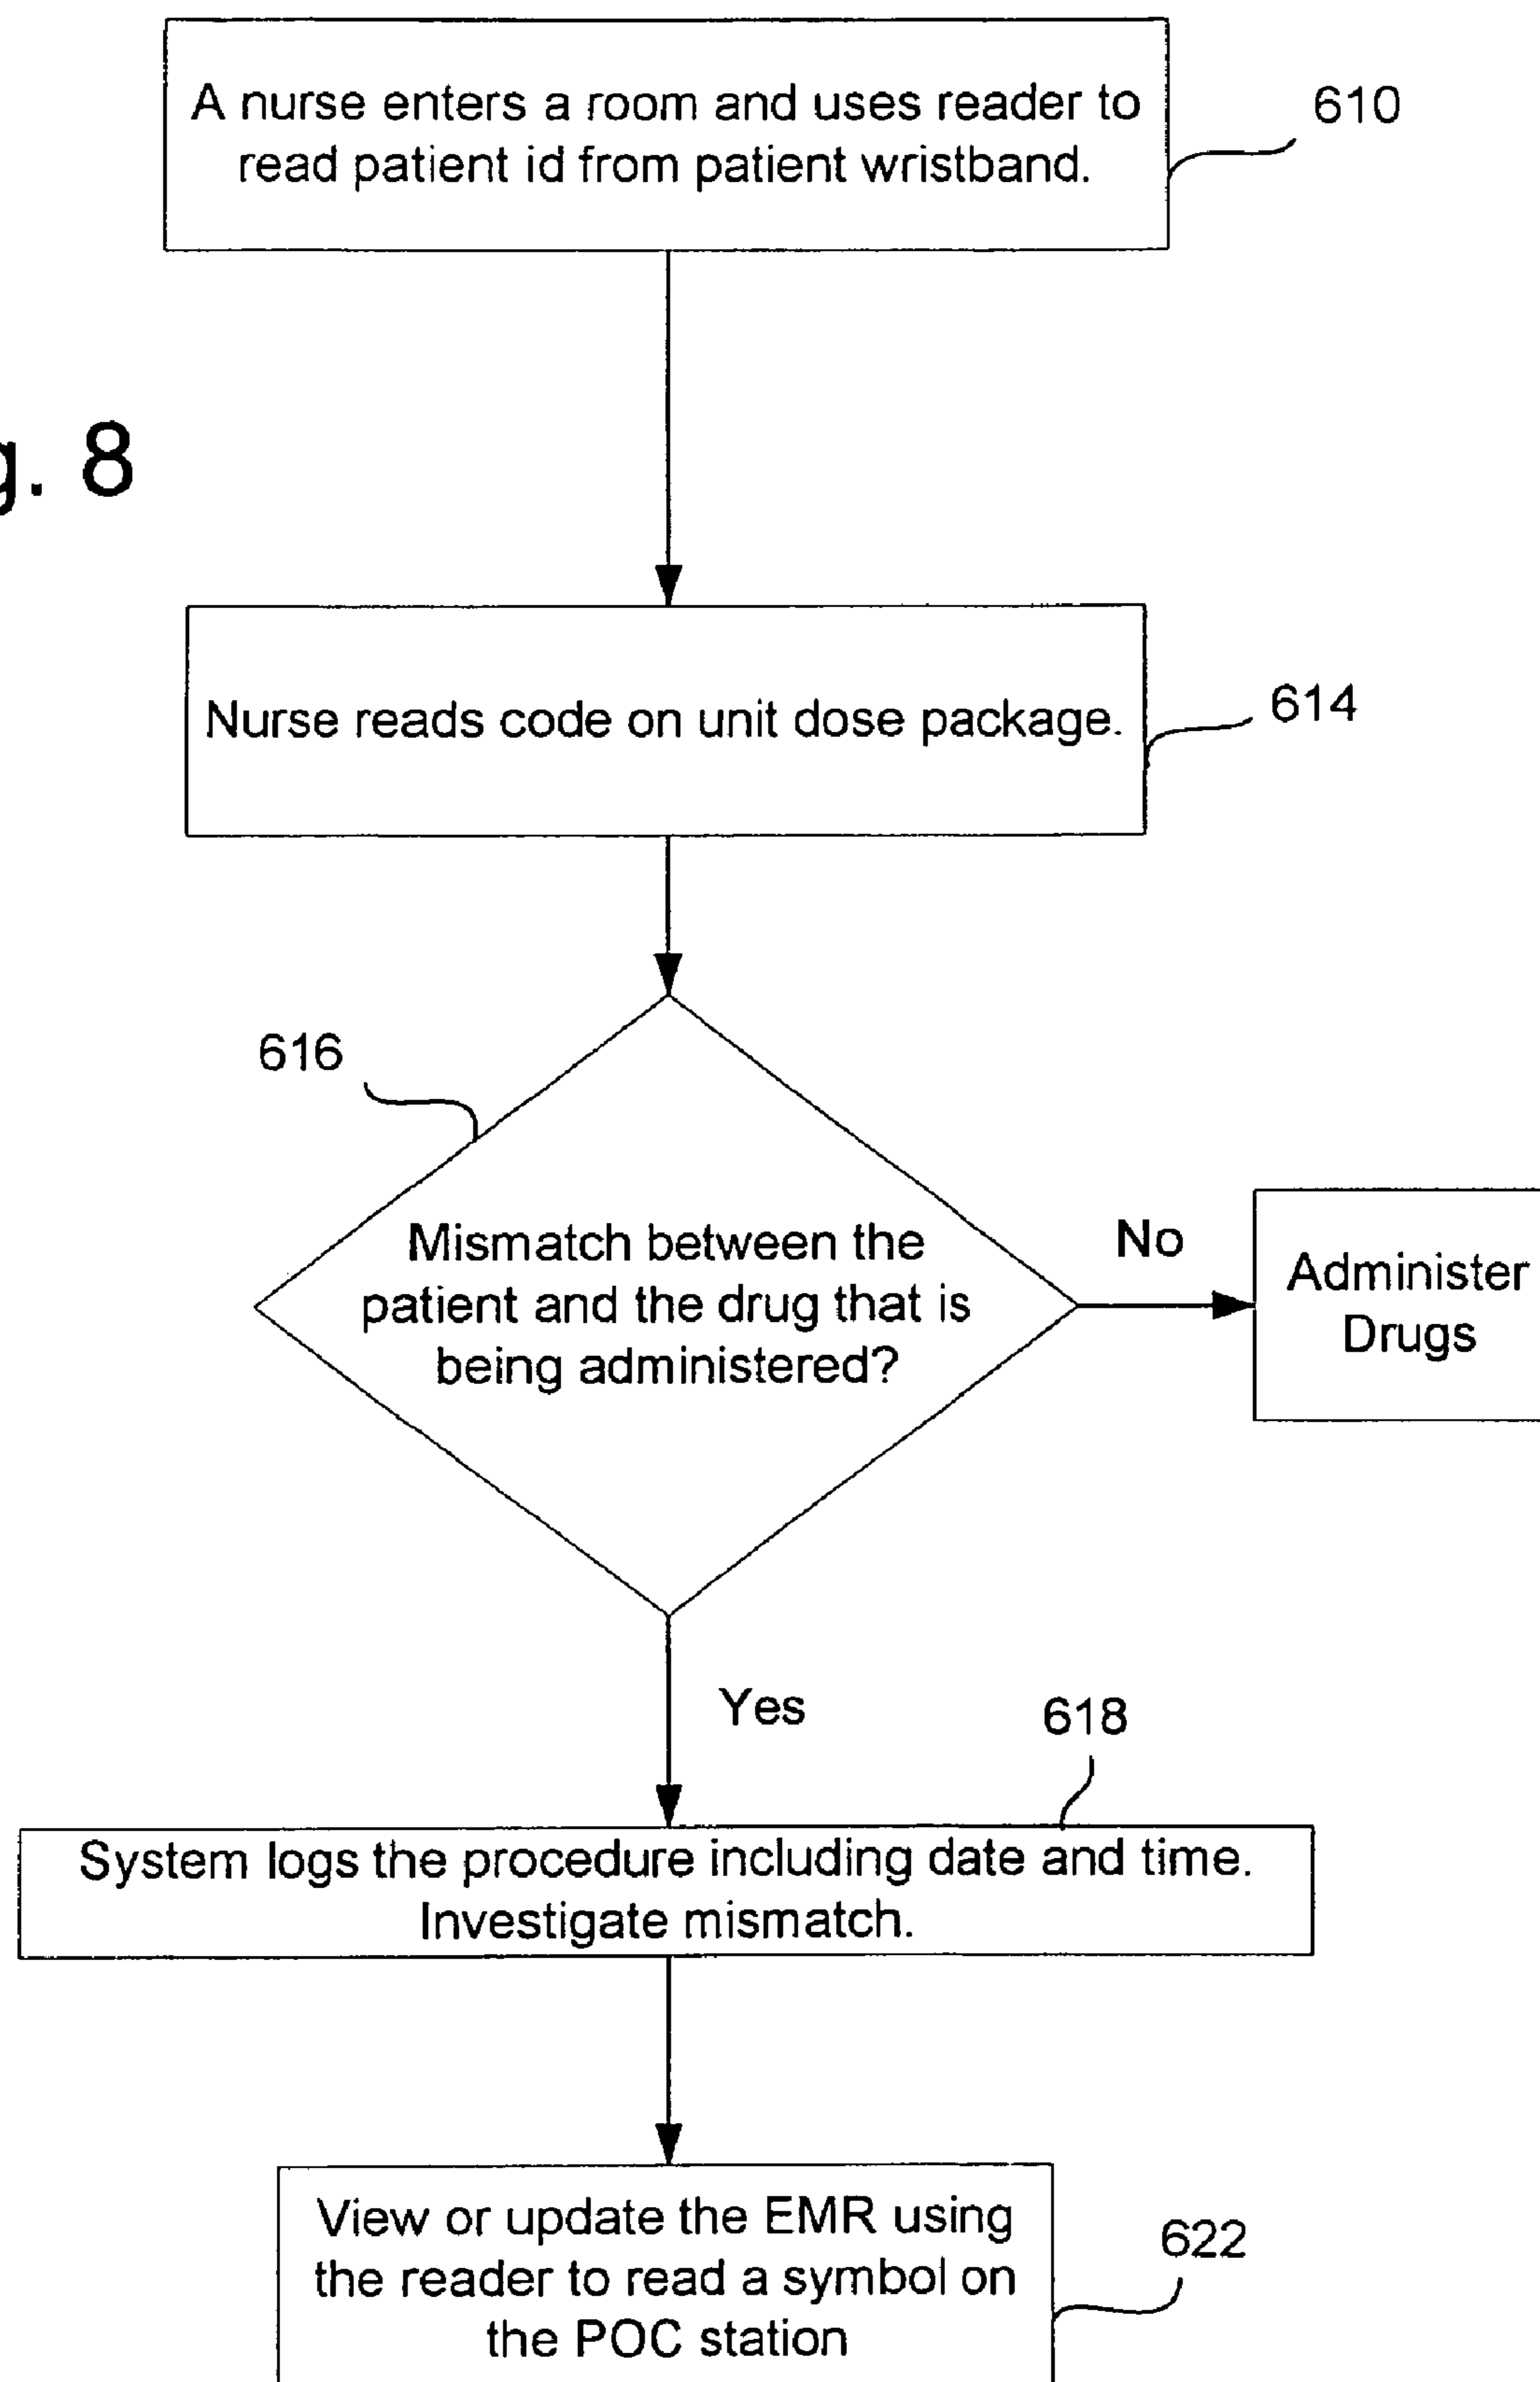 A nurse enters a room and uses reader to
read patient id from patient wristband.
610
g. 8
Nurse reads code on unit dose package.
614
616
Mismatch between the
patient and the drug that is
being administered?
No
Administer
Drugs
Yes
618
System logs the procedure including date and time.
Investigate mismatch.
View or update the EMR using
the reader to read a symbol on
the POC station
622